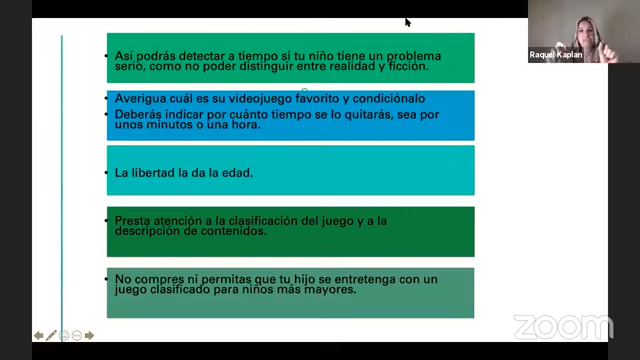 Raquel Kaplan
• Así podrás detectar a tiempo si tu niño tiene un problema
serio, como no poder distinguir entre realidad y ficción.
• Averigua cuál es su videojuego favorito y condiciónalo
• Deberás indicar por cuánto tiempo se lo quitarás, sea por
unos minutos o una hora.
• La libertad la da la edad.
• Presta atención a la clasificación del juego y a la
descripción de contenidos.
• No compres ni permitas que tu hijo se entretenga con un
juego clasificado para niños más mayores.
zoom